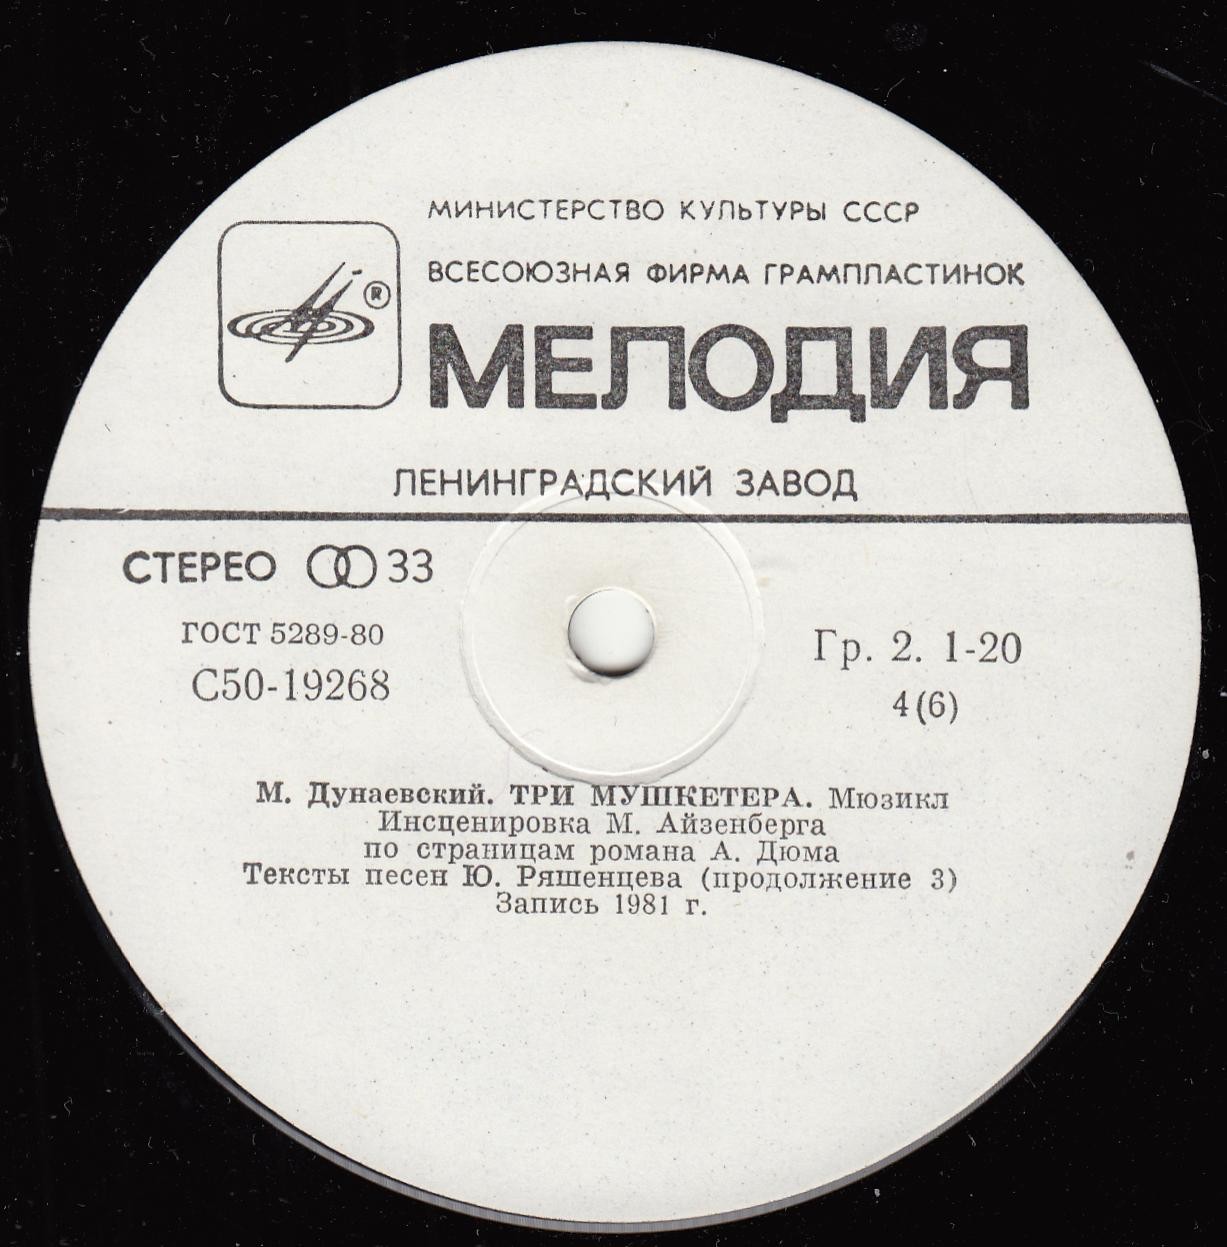 МИНИСТЕРСТВО КУЛЬТУРЫ СССР
ВСЕСОЮЗНАЯ ФИРМА ГРАМПЛАСТИНОК
®
МЕЛОДИЯ
ЛЕНИНГРАДСКИЙ ЗАВОД
СТЕРЕО 33
ГОСТ 5289-80
С50-19268
Гр. 2. 1-20
4(6)
М. Дунаевский. ТРИ МУШКЕТЕРА. Мюзикл
Инсценировка М. Айзенберга
по страницам романа А. Дюма
Тексты песен Ю. Ряшенцева (продолжение 3)
Запись 1981 г.